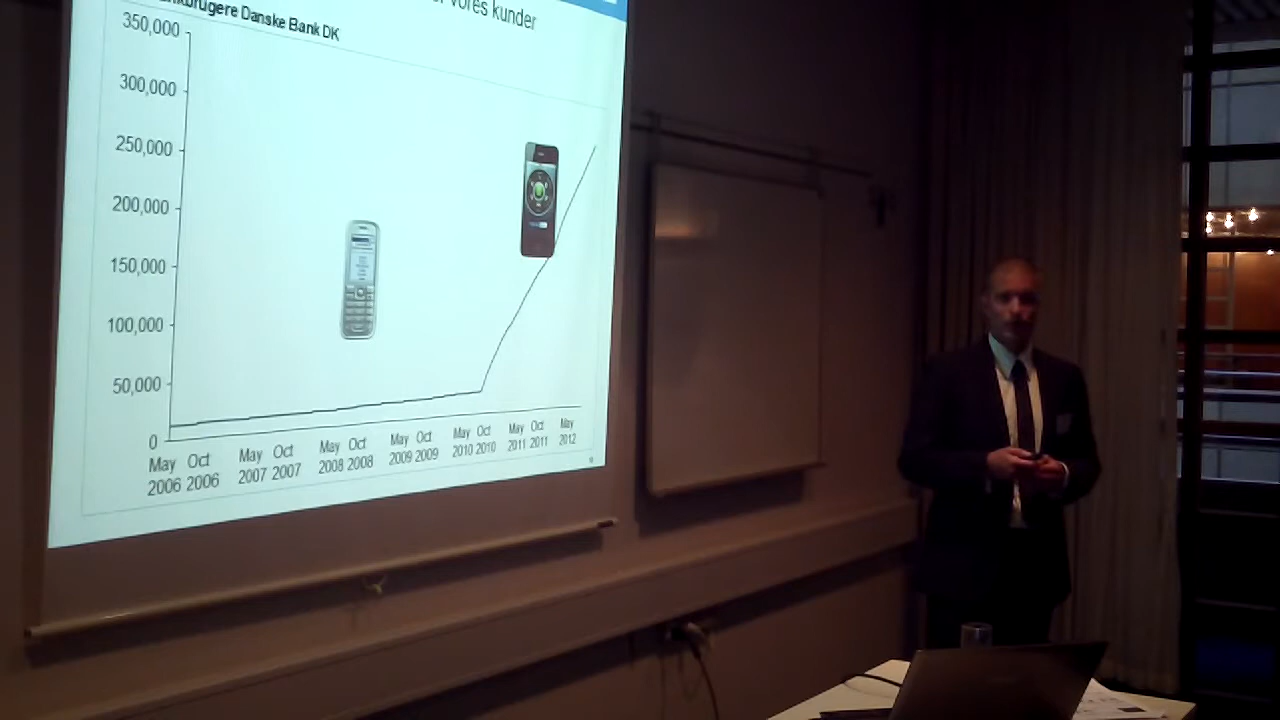 vores kunder
Danske Bank DK
350,000
300,000
250,000
200,000
150,000
100,000
50,000
0
May 2006
Oct 2006
May 2007
Oct 2007
May 2008
Oct 2008
May 2009
Oct 2009
May 2010
Oct 2010
May 2011
Oct 2011
May 2012